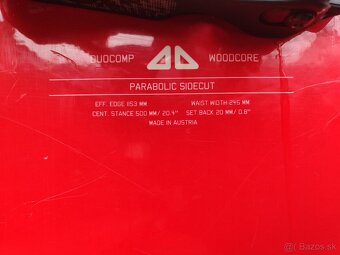 DUOCOMP WOODCORE
PARABOLIC SIDECUT
EFF. EDGE 1153 MM WAIST WIDTH 245 MM
CENT. STANCE 500 MM/ 20.4" SET BACK 20 MM/ 0.8"
MADE IN AUSTRIA
© Bazos.sk